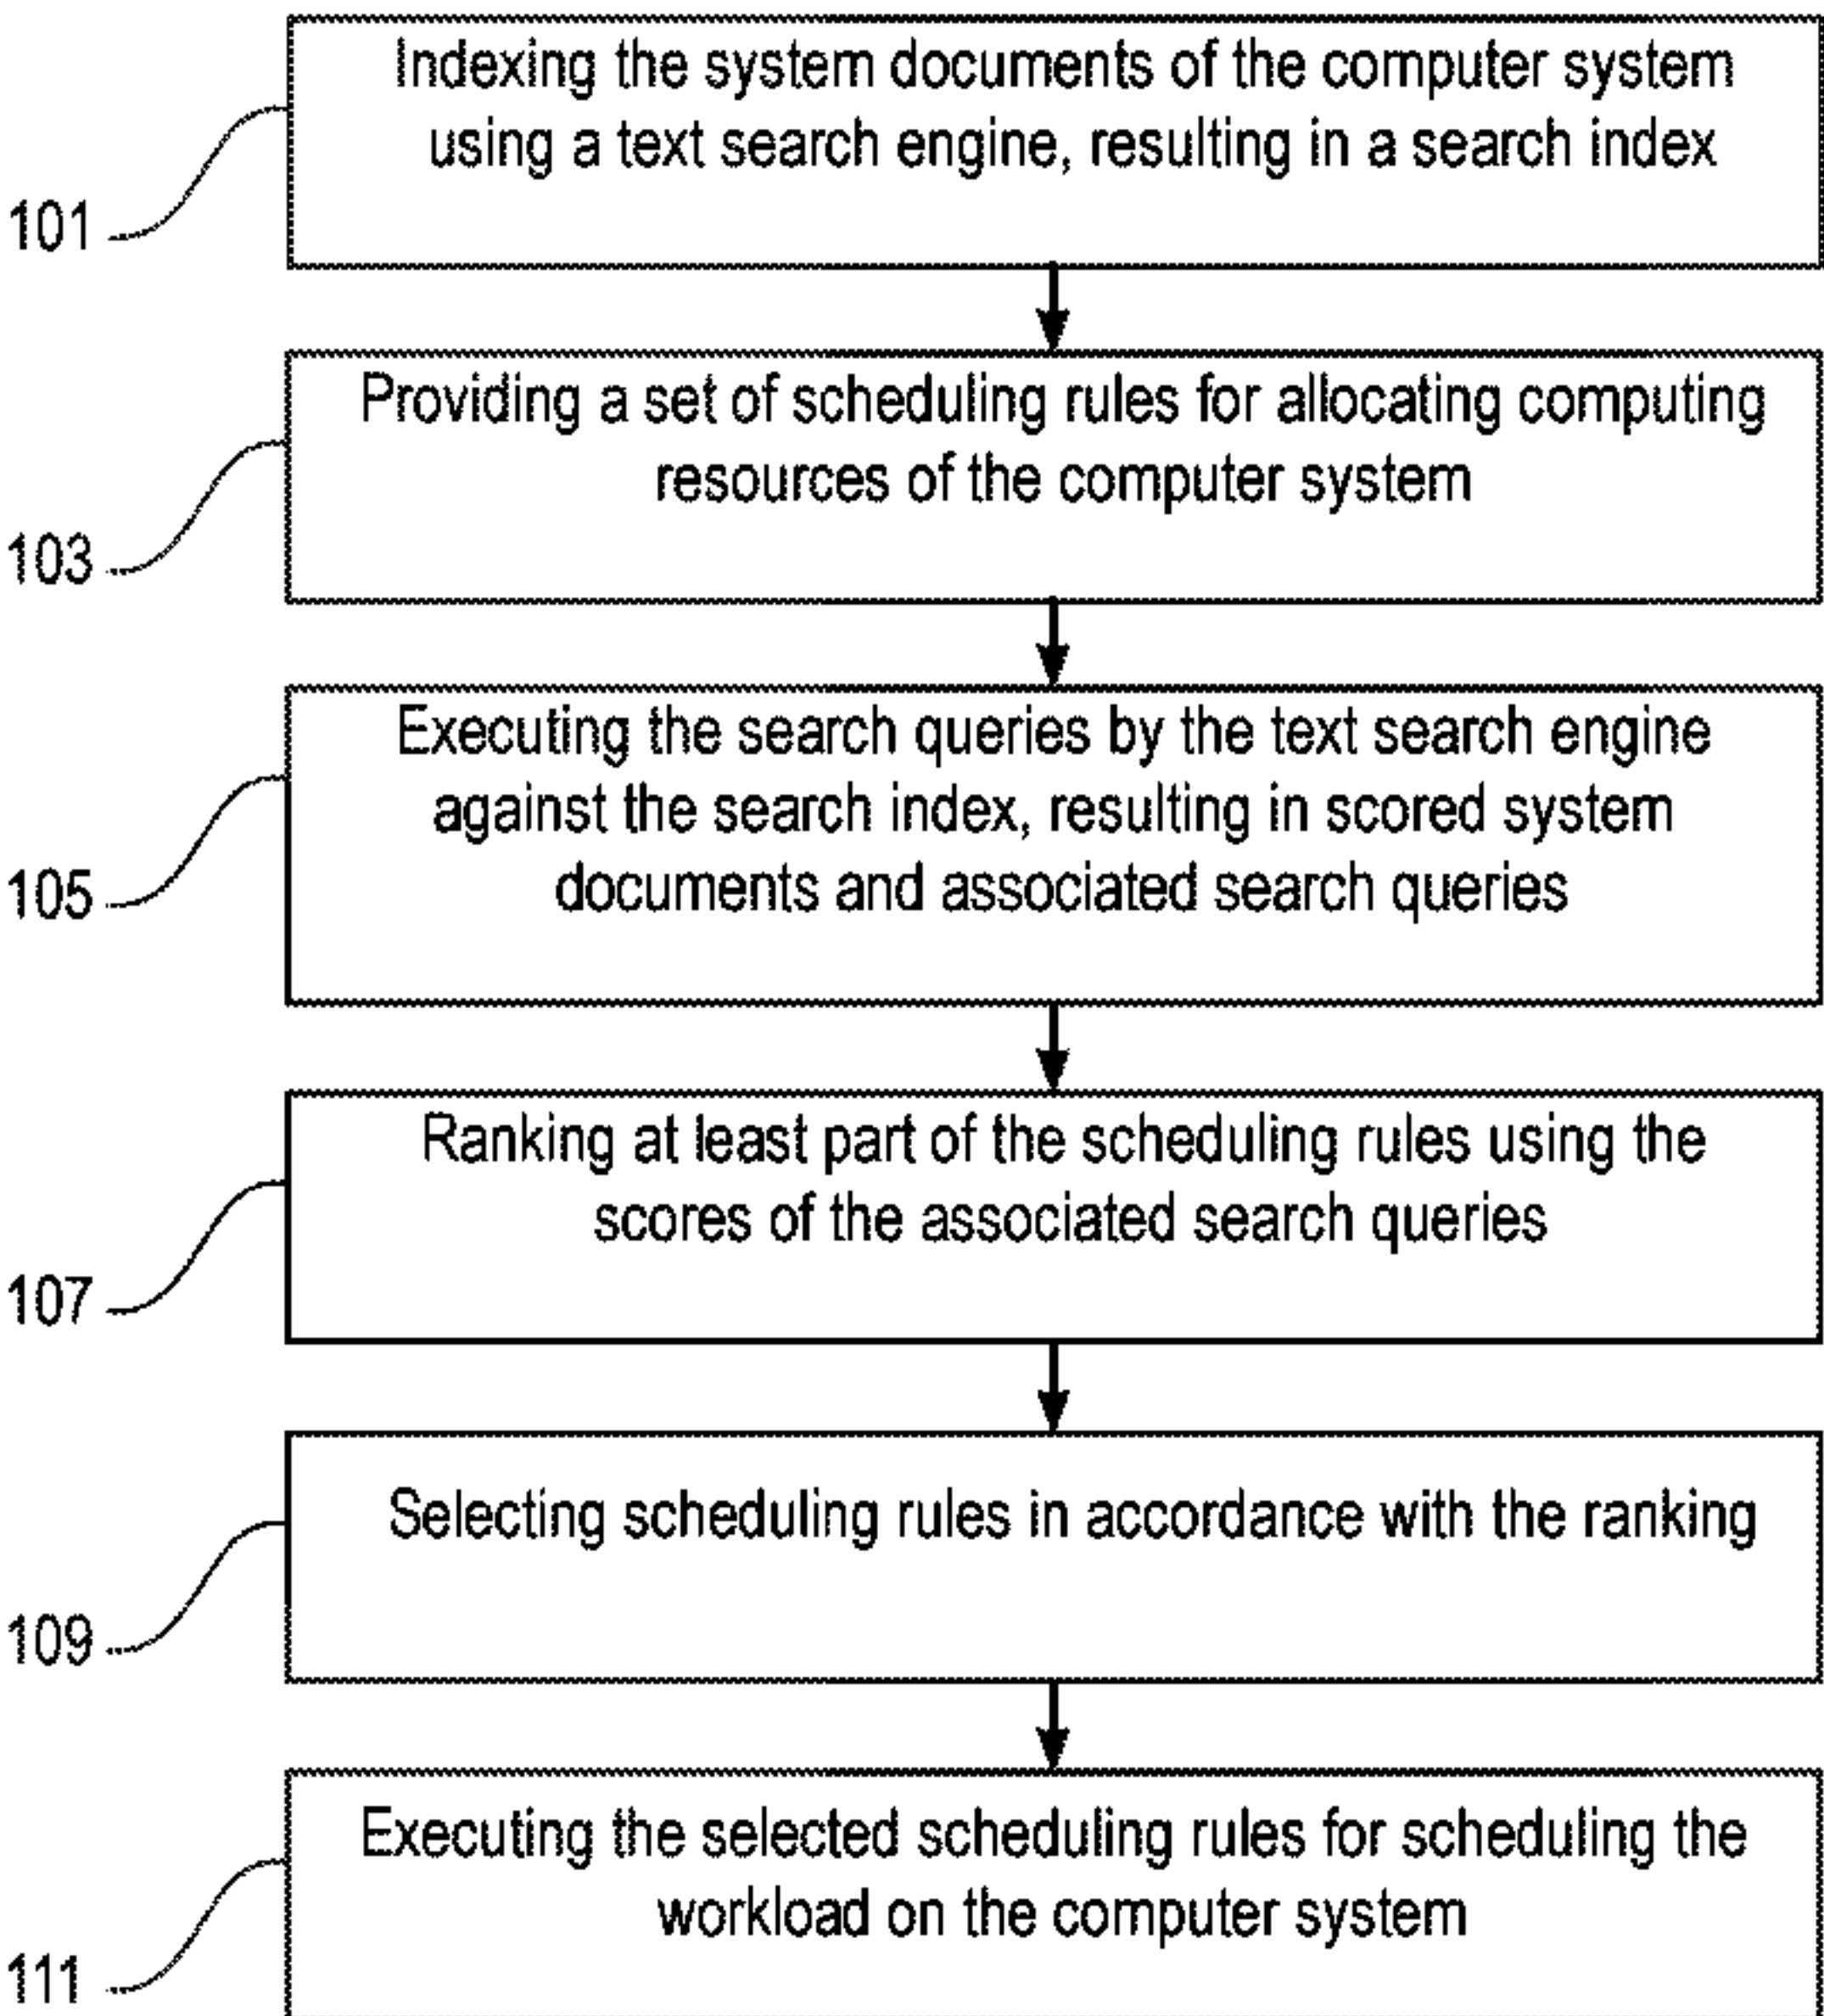 Indexing the system documents of the computer system
using a text search engine, resulting in a search index
101
Providing a set of scheduling rules for allocating computing
resources of the computer system
103
Executing the search queries by the text search engine
against the search index, resulting in scored system
documents and associated search queries
105
Ranking at least part of the scheduling rules using the
scores of the associated search queries
107
Selecting scheduling rules in accordance with the ranking
109
Executing the selected scheduling rules for scheduling the
workload on the computer system
111